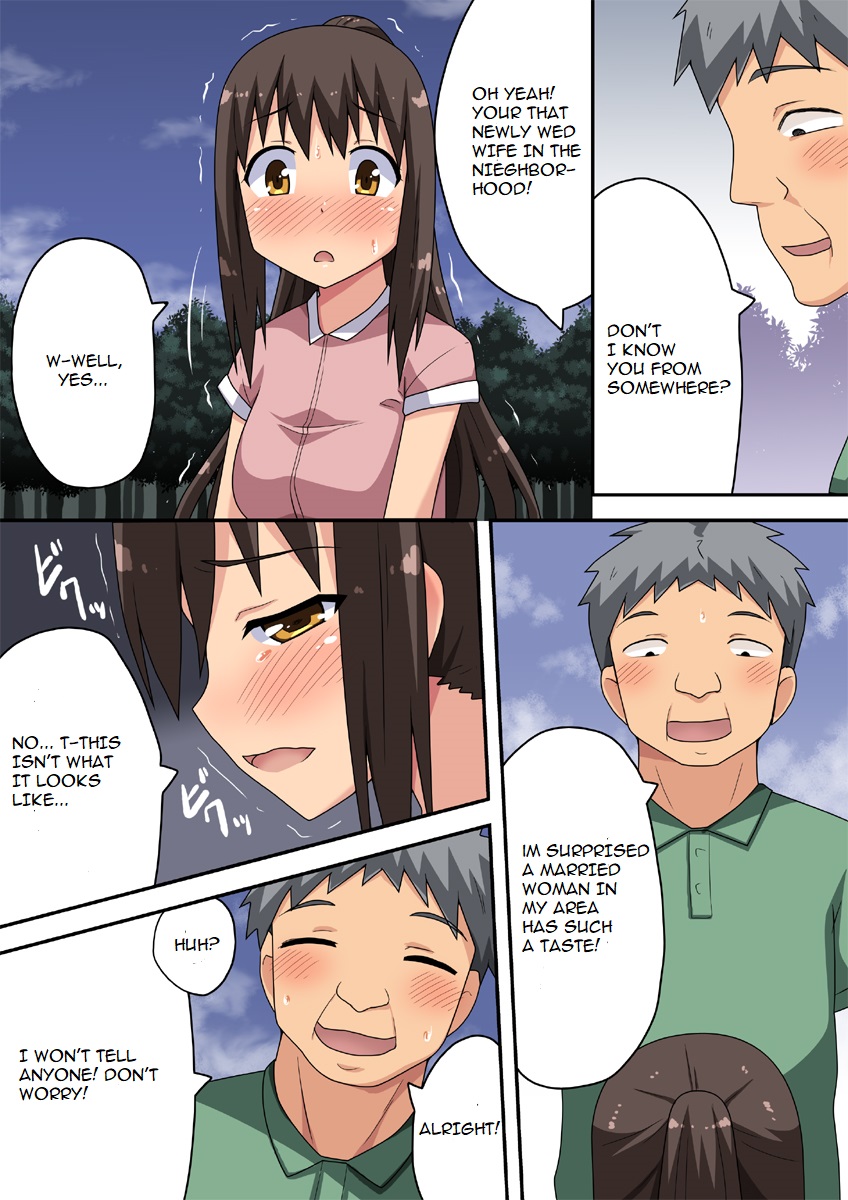 DON'T
I KNOW
YOU FROM
SOMEWHERE?
OH YEAH!
YOUR THAT
NEWLY WED
WIFE IN THE
NIEGHBOR-
HOOD!
W-WELL,
YES...
IM SURPRISED
A MARRIED
WOMAN IN
MY AREA
HAS SUCH
A TASTE!
ビクッ
NO... T-THIS
ISN'T WHAT
IT LOOKS
LIKE...
ビクッ
HUH?
ALRIGHT!
I WON'T TELL
ANYONE! DON'T
WORRY!